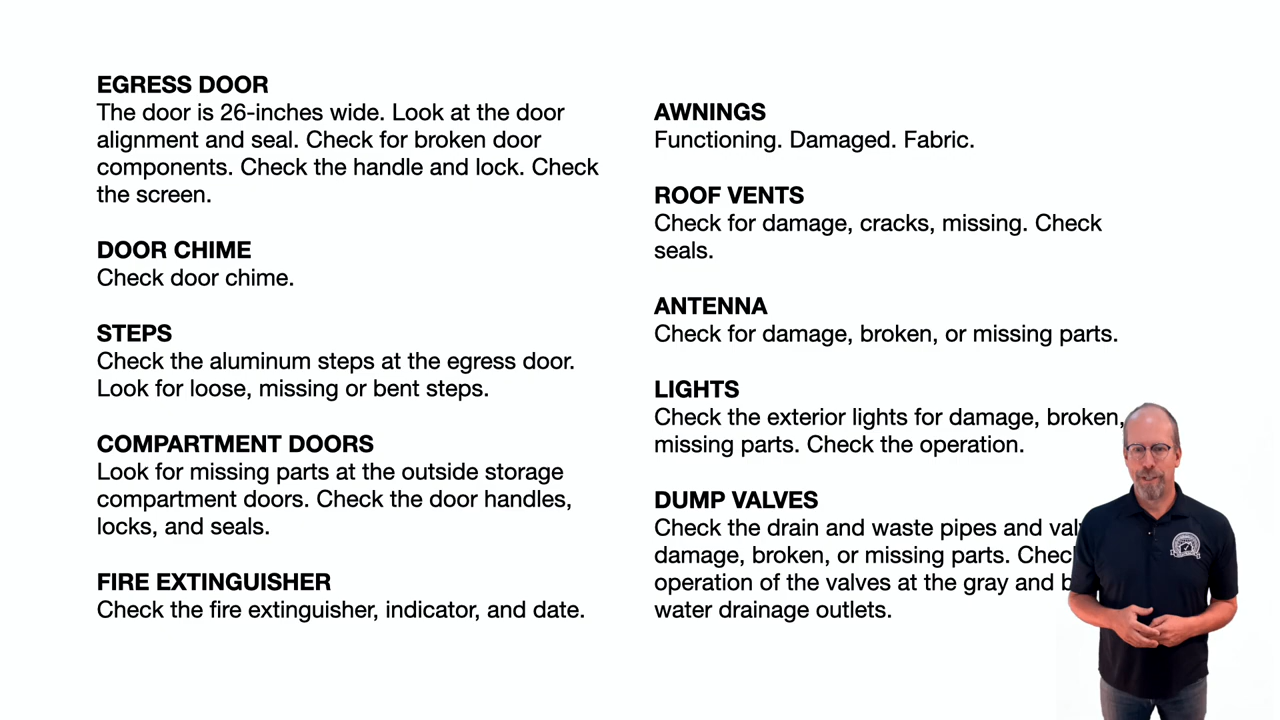 EGRESS DOOR
The door is 26-inches wide. Look at the door
alignment and seal. Check for broken door
components. Check the handle and lock. Check
the screen.
DOOR CHIME
Check door chime.
STEPS
Check the aluminum steps at the egress door.
Look for loose, missing or bent steps.
COMPARTMENT DOORS
Look for missing parts at the outside storage
compartment doors. Check the door handles,
locks, and seals.
FIRE EXTINGUISHER
Check the fire extinguisher, indicator, and date.
AWNINGS
Functioning. Damaged. Fabric.
ROOF VENTS
Check for damage, cracks, missing. Check
seals.
ANTENNA
Check for damage, broken, or missing parts.
LIGHTS
Check the exterior lights for damage, broken,
missing parts. Check the operation.
DUMP VALVES
Check the drain and waste pipes and
damage, broken, or missing parts.
operation of the valves at the gray and
water drainage outlets.